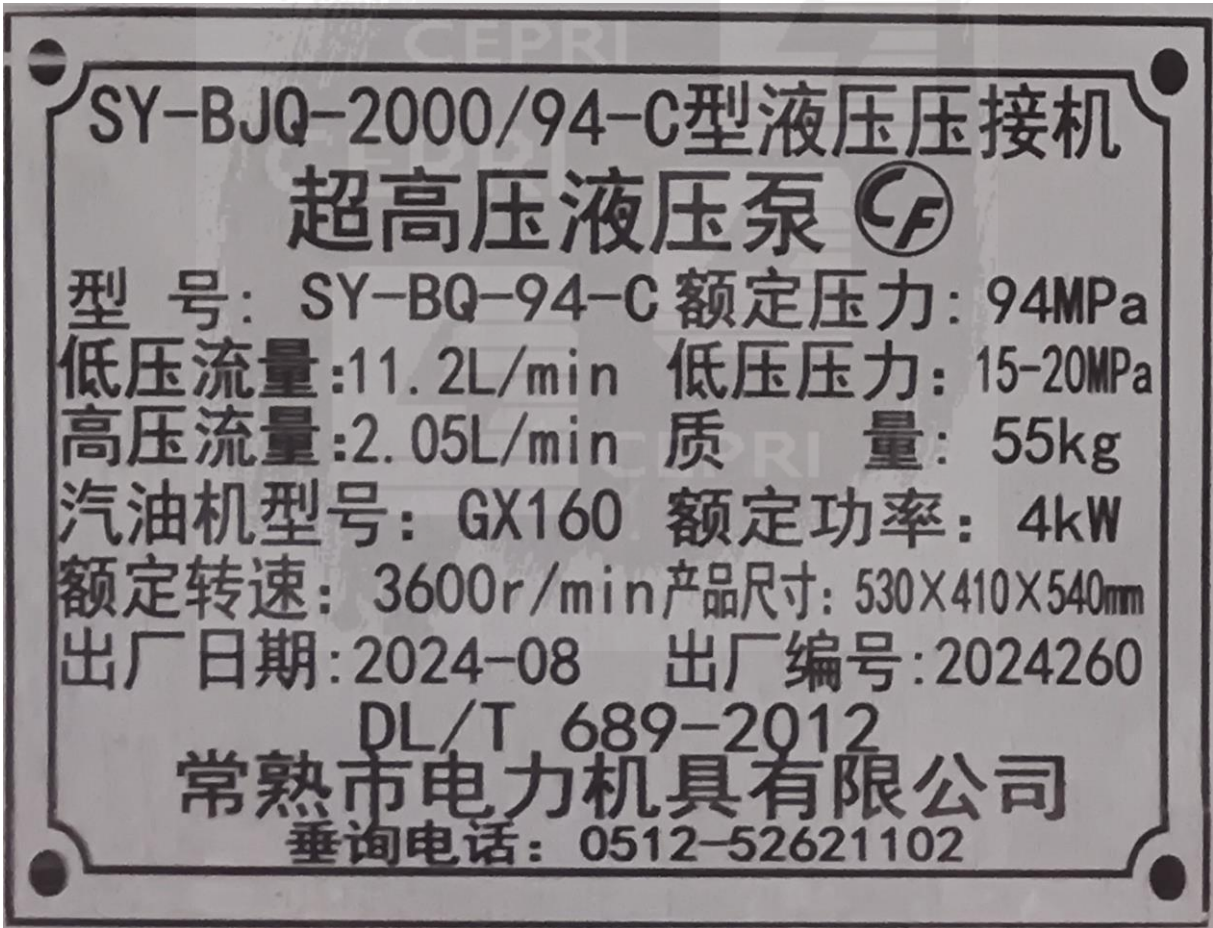 SY-BJQ-2000/94-C型液压压接机
超高压液压泵 CF
型 号: SY-BQ-94-C 额定压力: 94MPa
低压流量:11.2L/min 低压压力: 15-20MPa
高压流量:2.05L/min 质 量: 55kg
汽油机型号: GX160 额定功率: 4kW
额定转速: 3600r/min 产品尺寸: 530X410X540mm
出厂日期:2024-08 出厂编号:2024260
DL/T 689-2012
常熟市电力机具有限公司
垂询电话: 0512-52621102
CEPRI
CEPRI
CEPRI